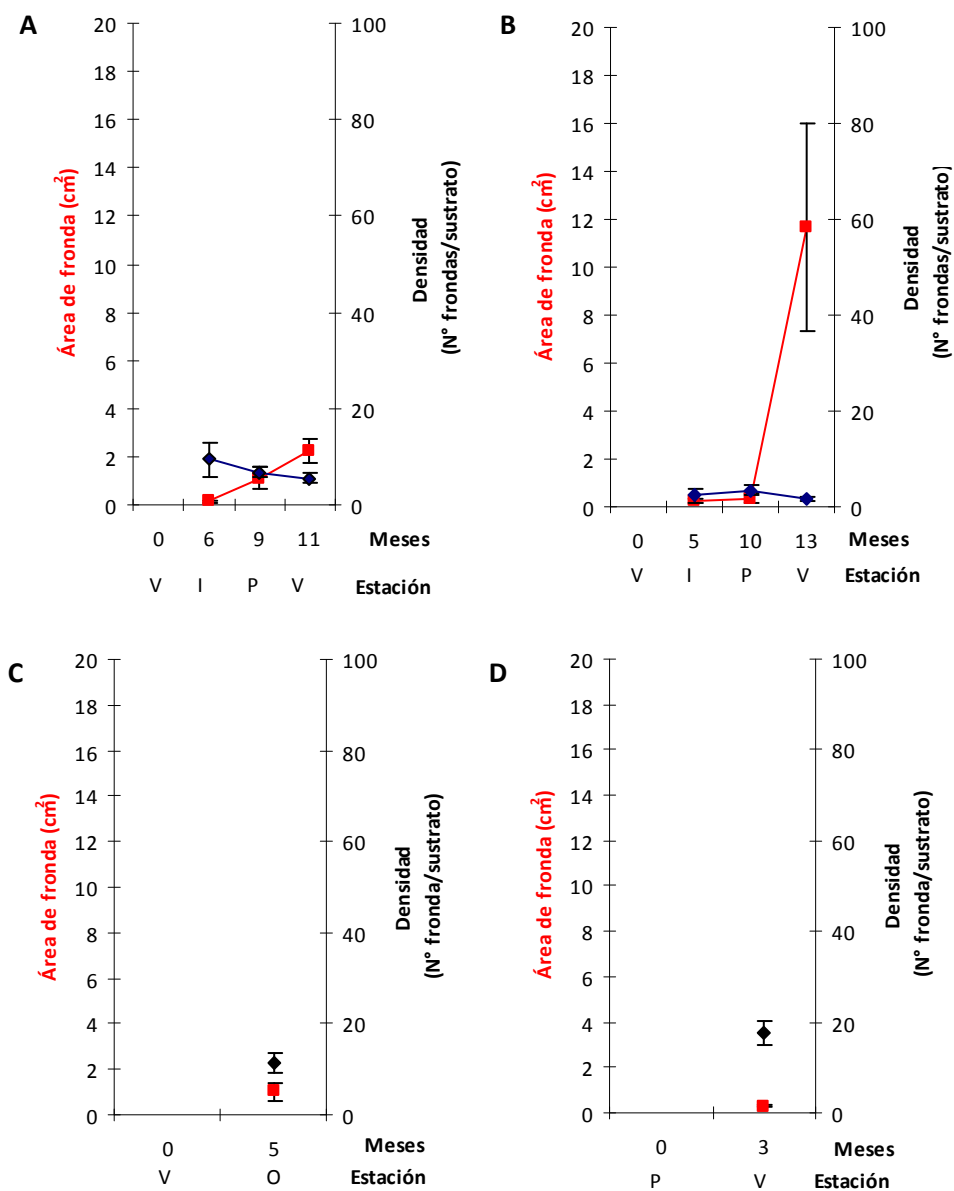 A
20
18
16
14
12
10
8
6
4
2
0
Área de fronda (cm²)
100
80
60
40
20
0
Densidad
(N° frondas/sustrato)
0 6 9 11 Meses
V I P V Estación
B
20
18
16
14
12
10
8
6
4
2
0
Área de fronda (cm²)
100
80
60
40
20
0
Densidad
(N° frondas/sustrato)
0 5 10 13 Meses
V I P V Estación
C
20
18
16
14
12
10
8
6
4
2
0
Área de fronda (cm²)
100
80
60
40
20
0
Densidad
(N° fronda/sustrato)
0 5 Meses
V O Estación
D
20
18
16
14
12
10
8
6
4
2
0
Área de fronda (cm²)
100
80
60
40
20
0
Densidad
(N° fronda/sustrato)
0 3 Meses
P V Estación